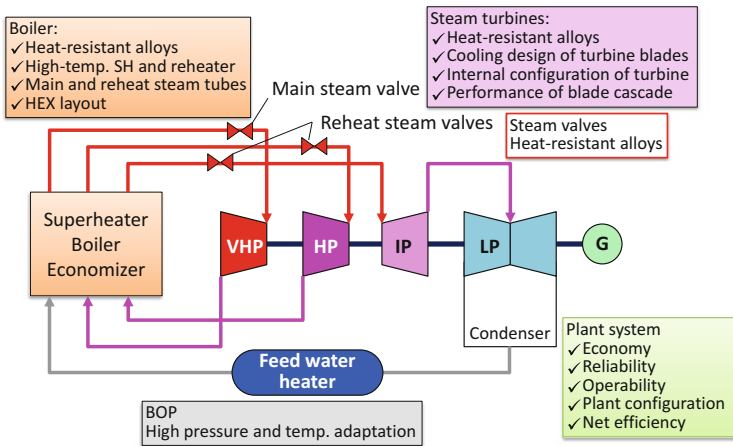 Boiler:
✓Heat-resistant alloys
✓High-temp. SH and reheater
✓Main and reheat steam tubes
✓HEX layout
Steam turbines:
✓Heat-resistant alloys
✓Cooling design of turbine blades
✓Internal configuration of turbine
✓Performance of blade cascade
Main steam valve
Reheat steam valves
Steam valves
Heat-resistant alloys
Superheater
Boiler
Economizer
VHP
HP
IP
LP
G
Condenser
Feed water
heater
Plant system
✓Economy
✓Reliability
✓Operability
✓Plant configuration
✓Net efficiency
BOP
High pressure and temp. adaptation